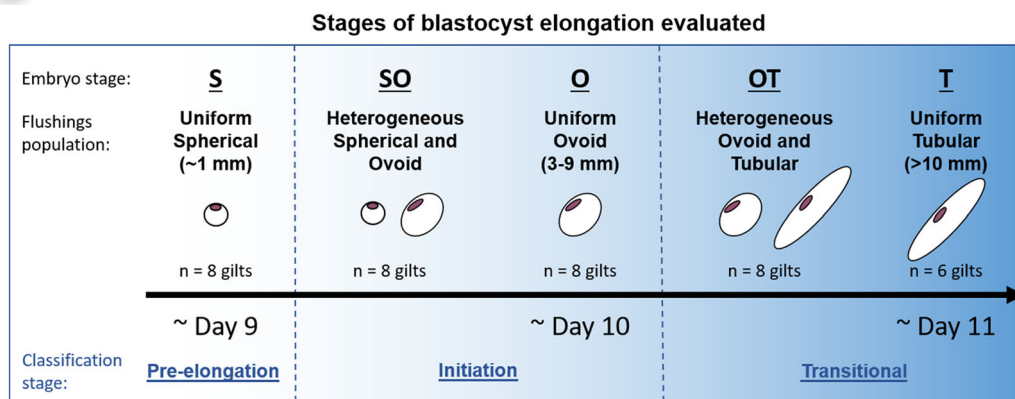 Stages of blastocyst elongation evaluated
Embryo stage: S SO O OT T
Flushings population: Uniform Spherical (~1 mm) Heterogeneous Spherical and Ovoid Uniform Ovoid (3-9 mm) Heterogeneous Ovoid and Tubular Uniform Tubular (>10 mm)
n = 8 gilts n = 8 gilts n = 8 gilts n = 8 gilts n = 6 gilts
~ Day 9 ~ Day 10 ~ Day 11
Classification stage: Pre-elongation Initiation Transitional